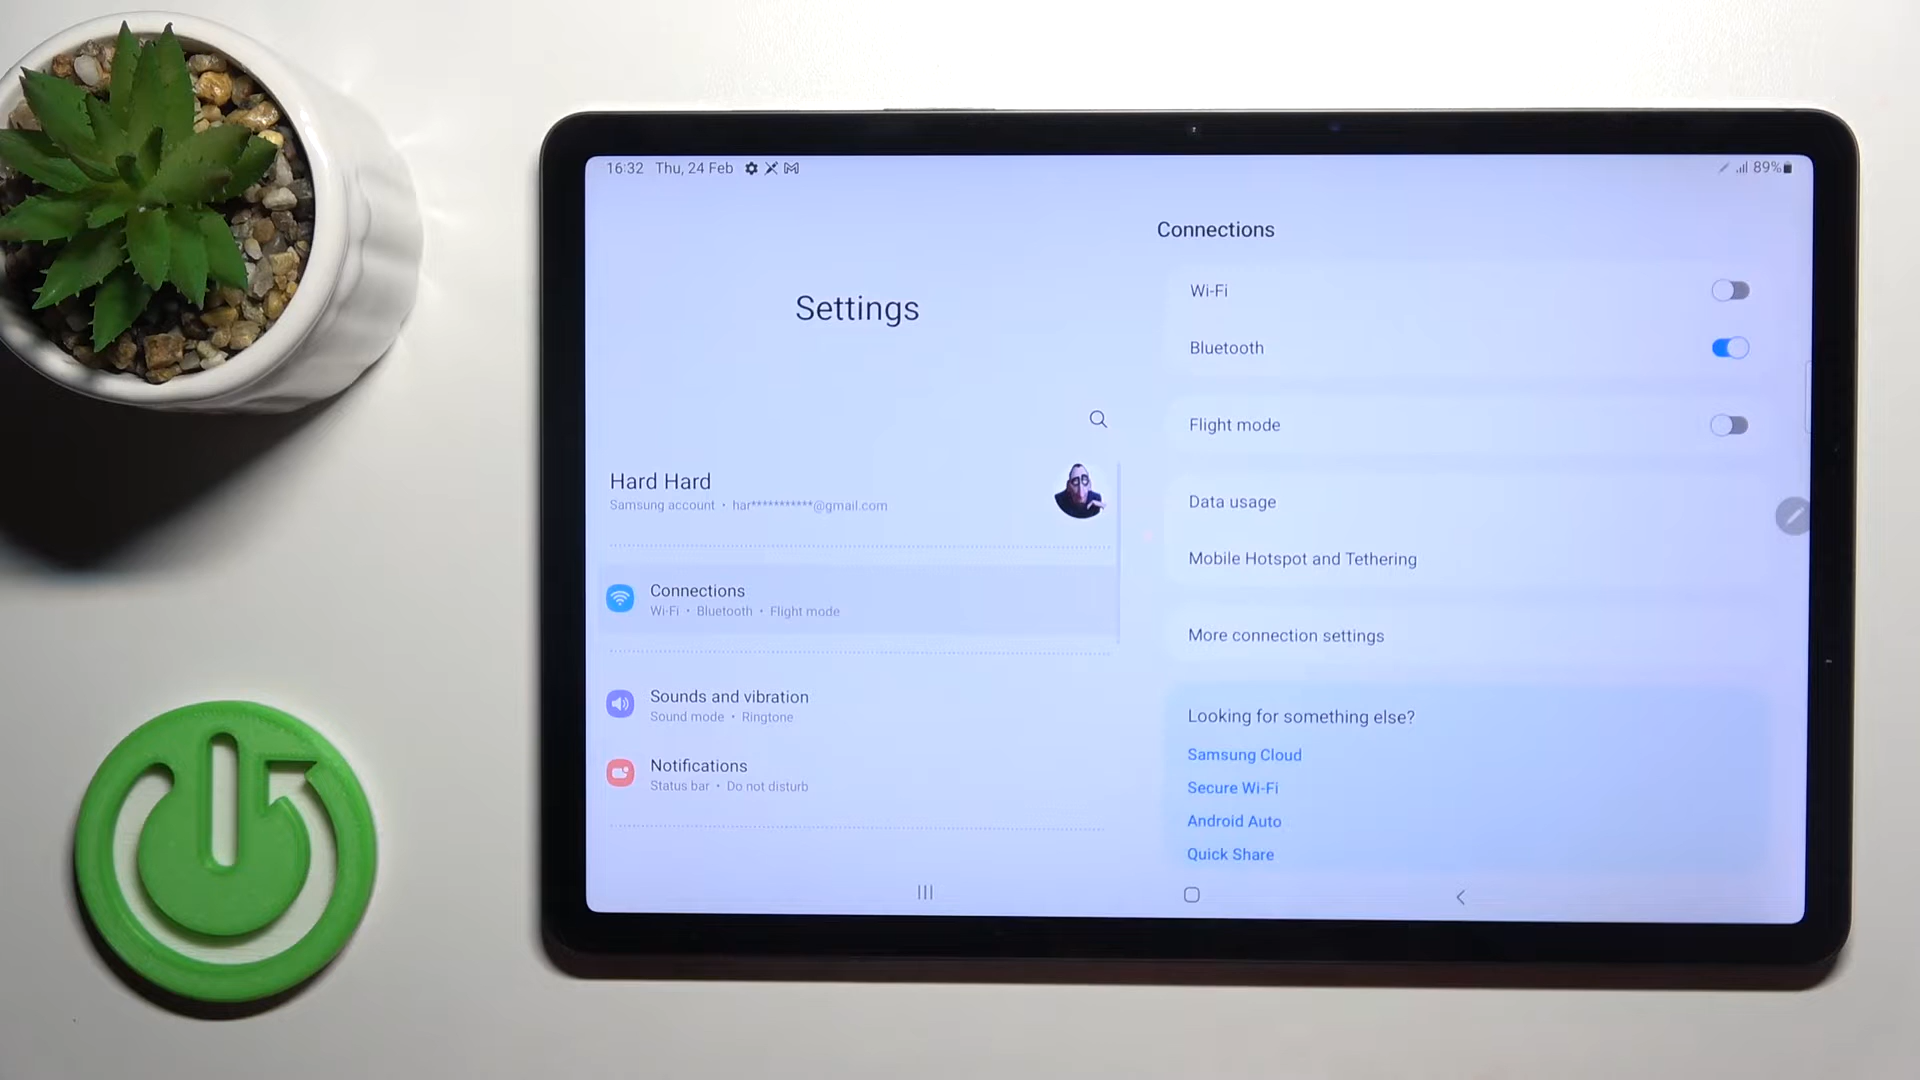 16:32 Thu, 24 Feb
89%
Settings
Hard Hard
Samsung account • har***********@gmail.com
Connections
Wi-Fi • Bluetooth • Flight mode
Sounds and vibration
Sound mode • Ringtone
Notifications
Status bar • Do not disturb
Connections
Wi-Fi
Bluetooth
Flight mode
Data usage
Mobile Hotspot and Tethering
More connection settings
Looking for something else?
Samsung Cloud
Secure Wi-Fi
Android Auto
Quick Share